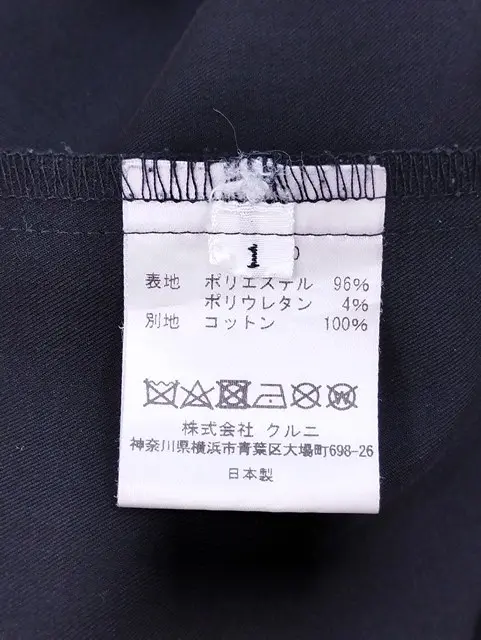 1
表地 ポリエステル 96%
ポリウレタン 4%
別地 コットン 100%
株式会社 クルニ
神奈川県横浜市青葉区大場町698-26
日本製